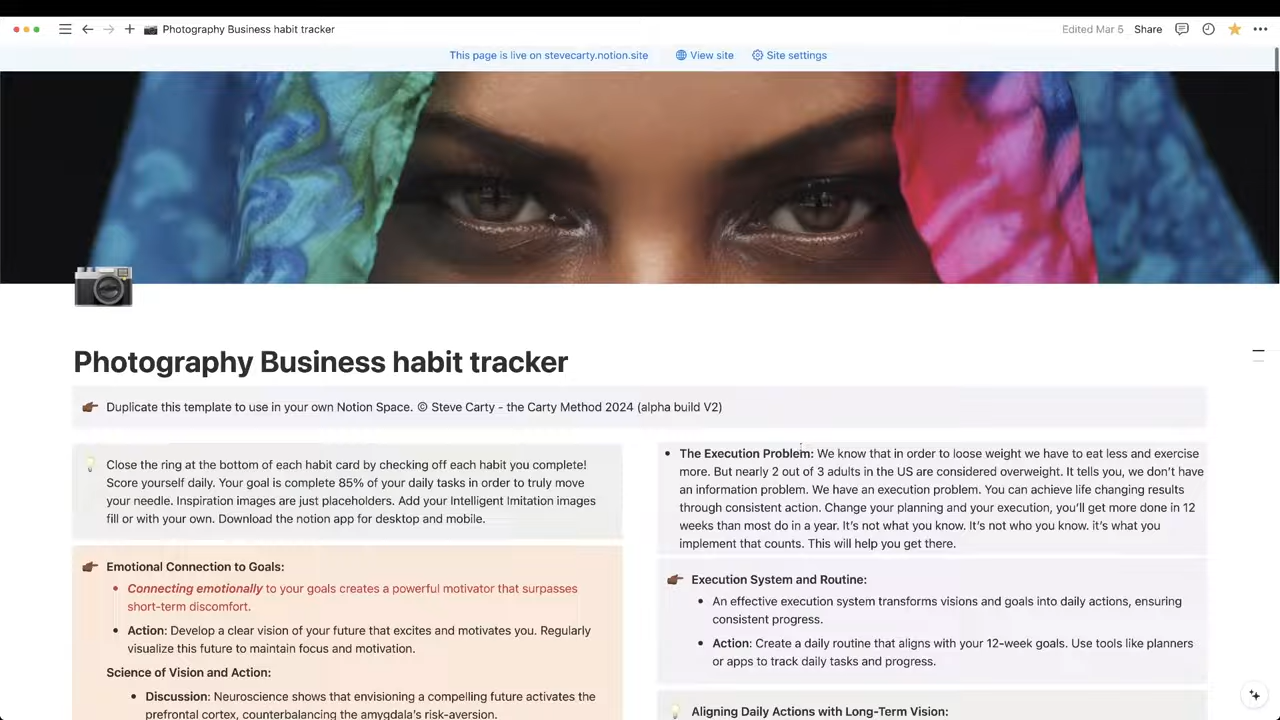 Photography Business habit tracker
Edited Mar 5
Share
This page is live on stevecarty.notion.site
View site
Site settings
Photography Business habit tracker
Duplicate this template to use in your own Notion Space. © Steve Carty - the Carty Method 2024 (alpha build V2)
Close the ring at the bottom of each habit card by checking off each habit you complete!
Score yourself daily. Your goal is complete 85% of your daily tasks in order to truly move
your needle. Inspiration images are just placeholders. Add your Intelligent Imitation images
fill or with your own. Download the notion app for desktop and mobile.
Emotional Connection to Goals:
Connecting emotionally to your goals creates a powerful motivator that surpasses
short-term discomfort.
Action: Develop a clear vision of your future that excites and motivates you. Regularly
visualize this future to maintain focus and motivation.
Science of Vision and Action:
Discussion: Neuroscience shows that envisioning a compelling future activates the
prefrontal cortex, counterbalancing the amygdala's risk-aversion.
The Execution Problem: We know that in order to loose weight we have to eat less and exercise
more. But nearly 2 out of 3 adults in the US are considered overweight. It tells you, we don't have
an information problem. We have an execution problem. You can achieve life changing results
through consistent action. Change your planning and your execution, you'll get more done in 12
weeks than most do in a year. It's not what you know. It's not who you know. it's what you
implement that counts. This will help you get there.
Execution System and Routine:
An effective execution system transforms visions and goals into daily actions, ensuring
consistent progress.
Action: Create a daily routine that aligns with your 12-week goals. Use tools like planners
or apps to track daily tasks and progress.
Aligning Daily Actions with Long-Term Vision: